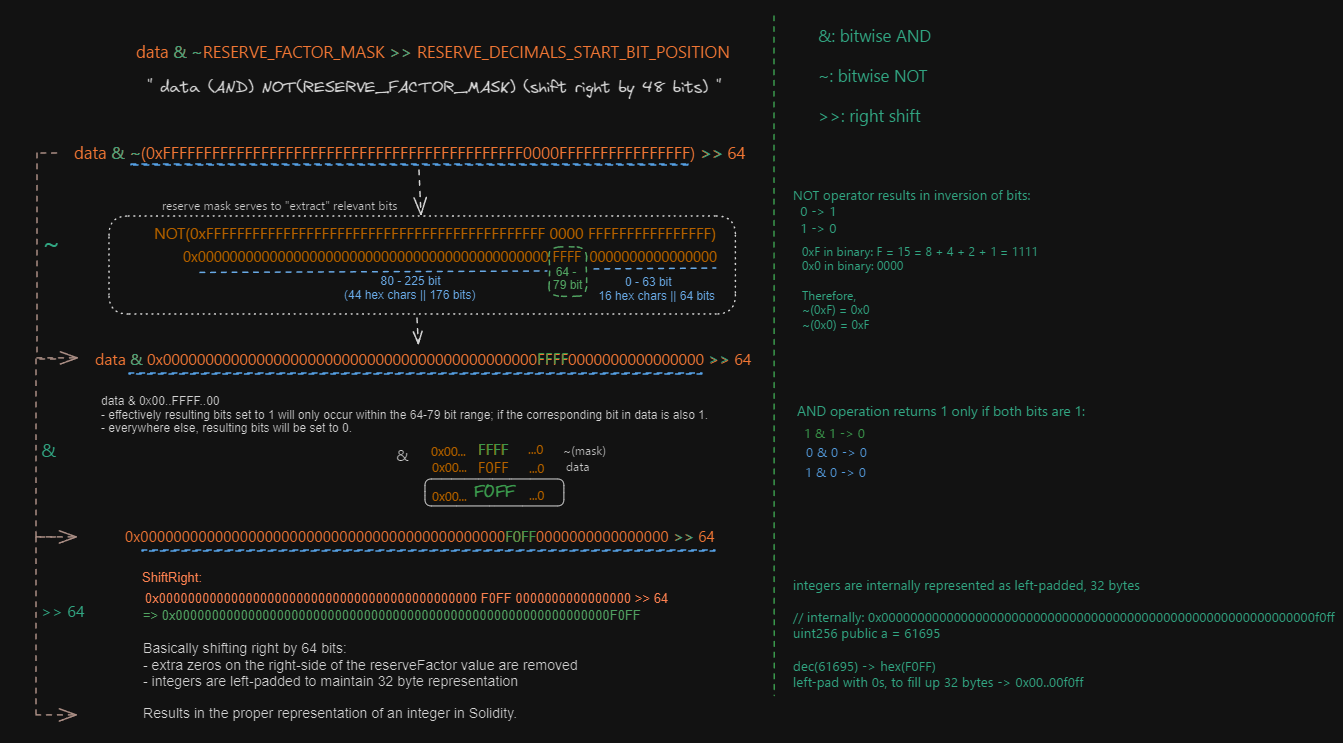 data & ~RESERVE_FACTOR_MASK >> RESERVE_DECIMALS_START_BIT_POSITION
" data (AND) NOT(RESERVE_FACTOR_MASK) (shift right by 48 bits) "
data & ~(0xFFFFFFFFFFFFFFFFFFFFFFFFFFFFFFFFFFFFFFFFFFFF0000FFFFFFFFFFFFFFFF) >> 64
reserve mask serves to "extract" relevant bits
~
NOT(0xFFFFFFFFFFFFFFFFFFFFFFFFFFFFFFFFFFFFFFFFFFFF 0000 FFFFFFFFFFFFFFFF)
0x00000000000000000000000000000000000000000000 FFFF 0000000000000000
80 - 225 bit
(44 hex chars || 176 bits)
64 -
79 bit
0 - 63 bit
16 hex chars || 64 bits
data & 0x00000000000000000000000000000000000000000000FFFF0000000000000000 >> 64
data & 0x00..FFFF..00
- effectively resulting bits set to 1 will only occur within the 64-79 bit range; if the corresponding bit in data is also 1.
- everywhere else, resulting bits will be set to 0.
&
& 0x00... FFFF ...0 ~(mask)
0x00... F0FF ...0 data
0x00... F0FF ...0
0x00000000000000000000000000000000000000000000F0FF0000000000000000 >> 64
ShiftRight:
0x00000000000000000000000000000000000000000000 F0FF 0000000000000000 >> 64
=> 0x000000000000000000000000000000000000000000000000000000000000F0FF
>> 64
Basically shifting right by 64 bits:
- extra zeros on the right-side of the reserveFactor value are removed
- integers are left-padded to maintain 32 byte representation
Results in the proper representation of an integer in Solidity.
&: bitwise AND
~: bitwise NOT
>>: right shift
NOT operator results in inversion of bits:
0 -> 1
1 -> 0
0xF in binary: F = 15 = 8 + 4 + 2 + 1 = 1111
0x0 in binary: 0000
Therefore,
~(0xF) = 0x0
~(0x0) = 0xF
AND operation returns 1 only if both bits are 1:
1 & 1 -> 0
0 & 0 -> 0
1 & 0 -> 0
integers are internally represented as left-padded, 32 bytes
// internally: 0x000000000000000000000000000000000000000000000000000000000000f0ff
uint256 public a = 61695
dec(61695) -> hex(F0FF)
left-pad with 0s, to fill up 32 bytes -> 0x00..00f0ff